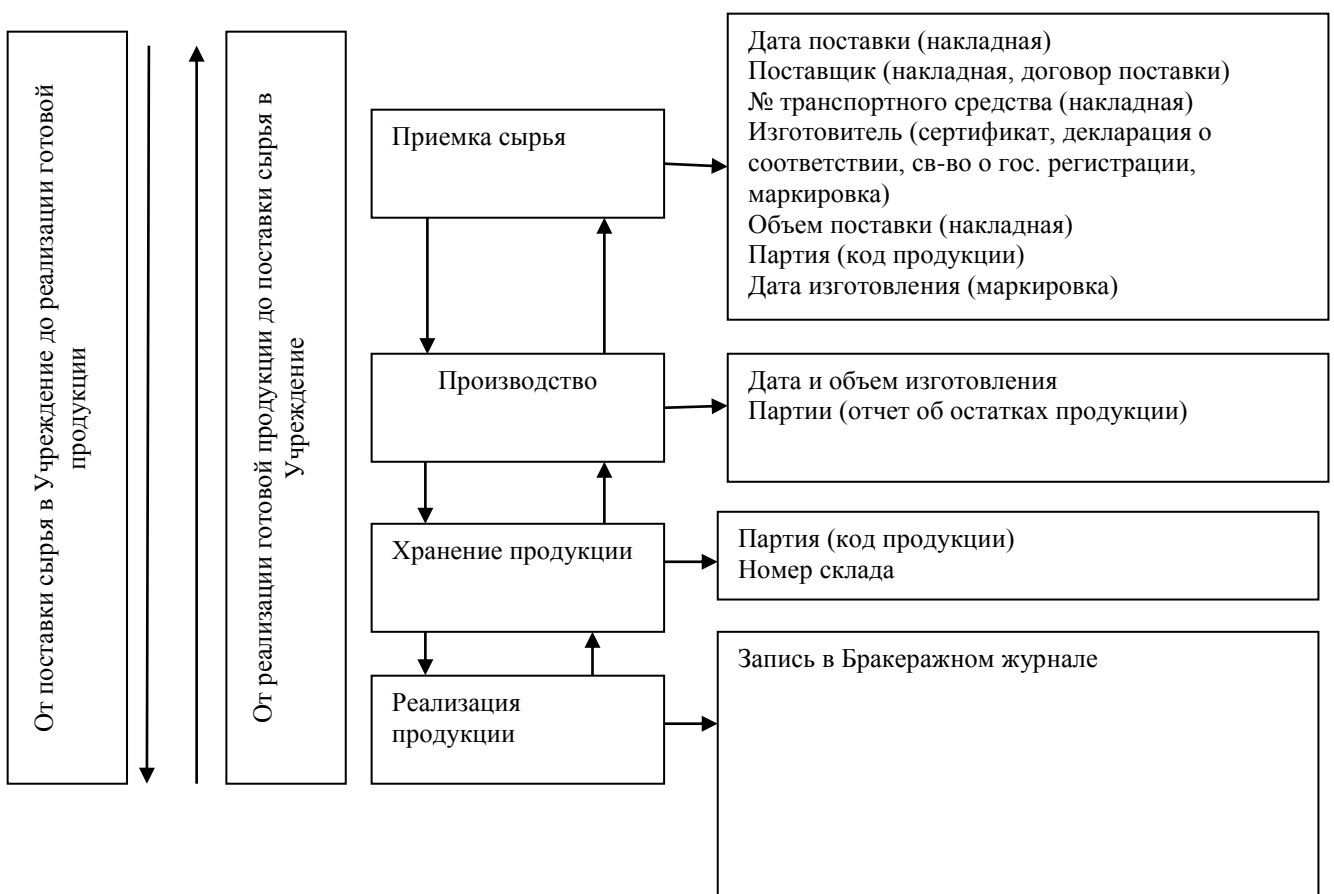 От поставки сырья в Учреждение до реализации готовой
продукции
От реализации готовой продукции до поставки сырья в
Учреждение
Приемка сырья
Дата поставки (накладная)
Поставщик (накладная, договор поставки)
№ транспортного средства (накладная)
Изготовитель (сертификат, декларация о
соответствии, св-во о гос. регистрации,
маркировка)
Объем поставки (накладная)
Партия (код продукции)
Дата изготовления (маркировка)
Производство
Дата и объем изготовления
Партии (отчет об остатках продукции)
Хранение продукции
Партия (код продукции)
Номер склада
Реализация
продукции
Запись в Бракеражном журнале